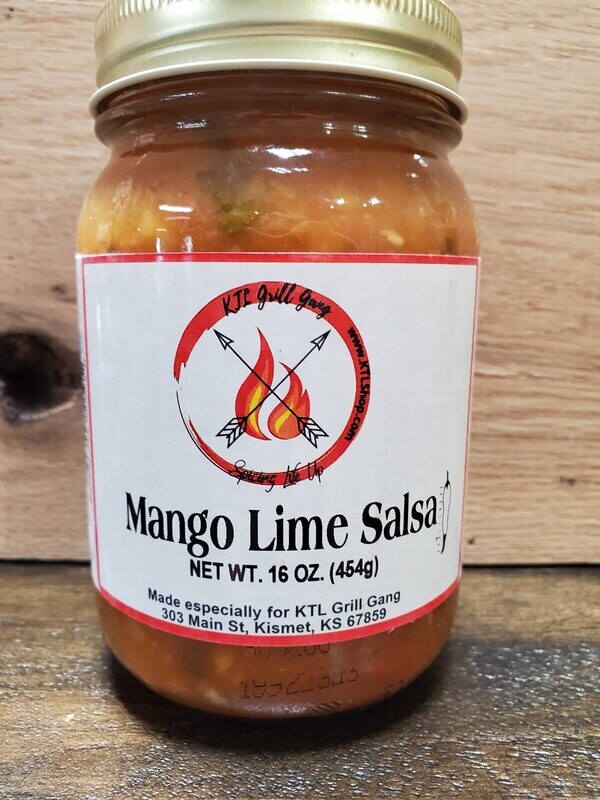 KTL Grill Gang
www.KTLshop.com
Spicing Life Up
Mango Lime Salsa
NET WT. 16 OZ. (454g)
Made especially for KTL Grill Gang
303 Main St, Kismet, KS 67859